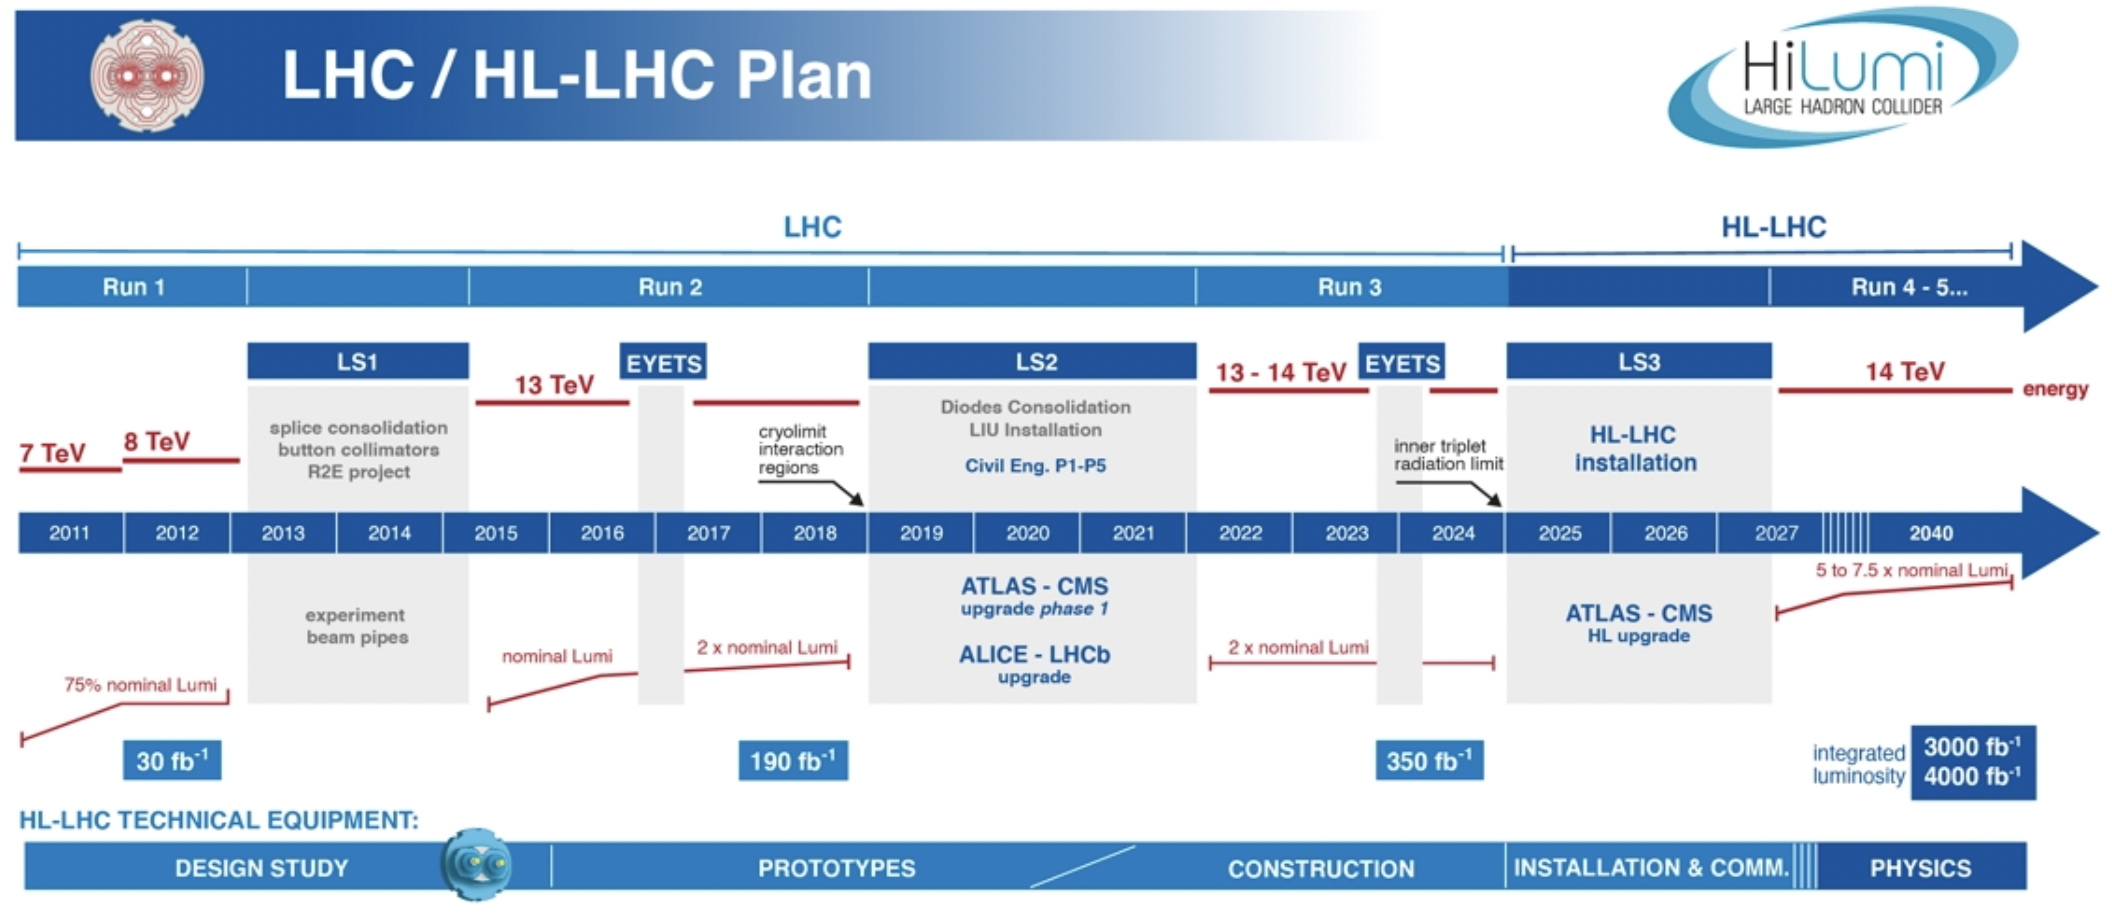 LHC / HL-LHC Plan
HiLumi
LARGE HADRON COLLIDER
LHC
HL-LHC
Run 1
Run 2
Run 3
Run 4 - 5...
LS1
EYETS
LS2
EYETS
LS3
7 TeV
8 TeV
13 TeV
13 - 14 TeV
14 TeV
energy
splice consolidation
button collimators
R2E project
cryolimit
interaction
regions
Diodes Consolidation
LIU Installation
Civil Eng. P1-P5
inner triplet
radiation limit
HL-LHC
installation
2011
2012
2013
2014
2015
2016
2017
2018
2019
2020
2021
2022
2023
2024
2025
2026
2027
2040
75% nominal Lumi
experiment
beam pipes
nominal Lumi
2 x nominal Lumi
ATLAS - CMS
upgrade phase 1
ALICE - LHCb
upgrade
2 x nominal Lumi
ATLAS - CMS
HL upgrade
5 to 7.5 x nominal Lumi
30 fb⁻¹
190 fb⁻¹
350 fb⁻¹
integrated
luminosity
3000 fb⁻¹
4000 fb⁻¹
HL-LHC TECHNICAL EQUIPMENT:
DESIGN STUDY
PROTOTYPES
CONSTRUCTION
INSTALLATION & COMM.
PHYSICS